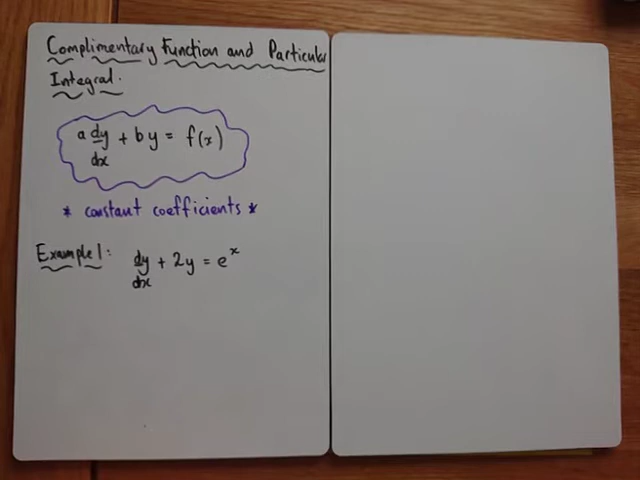 Complimentary Function and Particular
Integral.
a dy/dx + by = f(x)
* constant coefficients *
Example 1: dy/dx + 2y = e^x